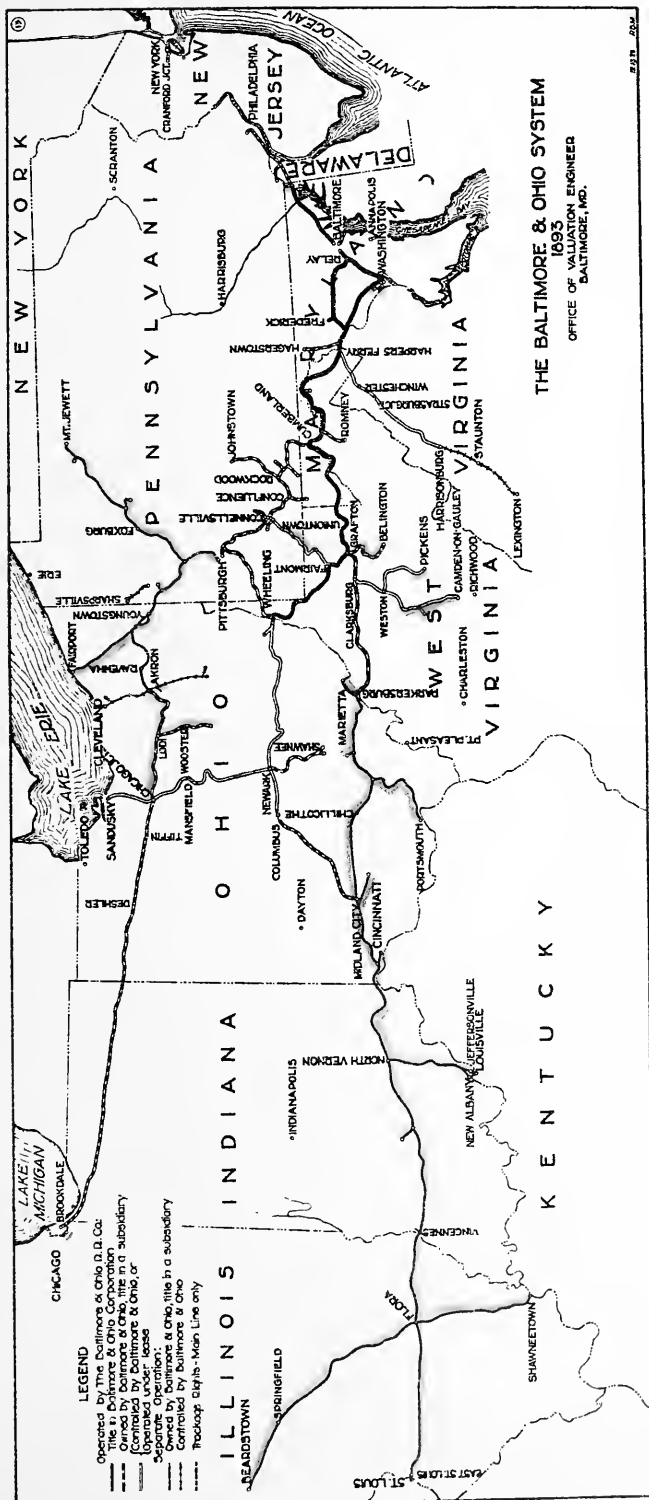 THE BALTIMORE & OHIO SYSTEM
1893
OFFICE OF VALUATION ENGINEER
BALTIMORE, MD.
LEGEND
Operated by The Baltimore & Ohio R.R. Co:
Title in Baltimore & Ohio Corporation
Owned by Baltimore & Ohio, title in a subsidiary
Controlled by Baltimore & Ohio, or
Operated under lease
Separate Operation:
Owned by Baltimore & Ohio, title in a subsidiary
Controlled by Baltimore & Ohio
Trackage Rights - Main Line only
LAKE
MICHIGAN
CHICAGO
BROOKDALE
ILLINOIS
BEARDSTOWN
SPRINGFIELD
FLORA
ST. LOUIS
EAST ST. LOUIS
SHAWNEETOWN
INDIANA
INDIANAPOLIS
VINCENNES
NORTH VERNON
NEW ALBANY
JEFFERSONVILLE
LOUISVILLE
KENTUCKY
LAKE ERIE
TOLEDO
SANDUSKY
CLEVELAND
FAIRPORT
CHICAGO JCT.
DESHLER
TIFFIN
MANSFIELD
WOOSTER
LODI
AKRON
RAVENNA
YOUNGSTOWN
SHARPSVILLE
ERIE
OHIO
COLUMBUS
NEWARK
SHAWNEE
DAYTON
MIDLAND CITY
CINCINNATI
CHILLICOTHE
PORTSMOUTH
MARIETTA
PARKERSBURG
PT. PLEASANT
CHARLESTON
WEST
VIRGINIA
CLARKSBURG
WESTON
PICKENS
CAMDEN-ON-GAULEY
RICHWOOD
GRAFTON
BELINGTON
FAIRMONT
WHEELING
PITTSBURGH
CONNELLSVILLE
UNIONTOWN
CONFLUENCE
ROCKWOOD
JOHNSTOWN
FOXBURG
MT. JEWETT
PENNSYLVANIA
NEW YORK
SCRANTON
HARRISBURG
NEW YORK
CRANFORD JCT.
NEW
JERSEY
PHILADELPHIA
ATLANTIC OCEAN
DELAWARE
MARYLAND
BALTIMORE
ANNAPOLIS
WASHINGTON
RELAY
FREDERICK
HAGERSTOWN
HARPERS FERRY
CUMBERLAND
ROMNEY
WINCHESTER
STRASBURG JCT.
HARRISONBURG
STAUNTON
LEXINGTON
VIRGINIA